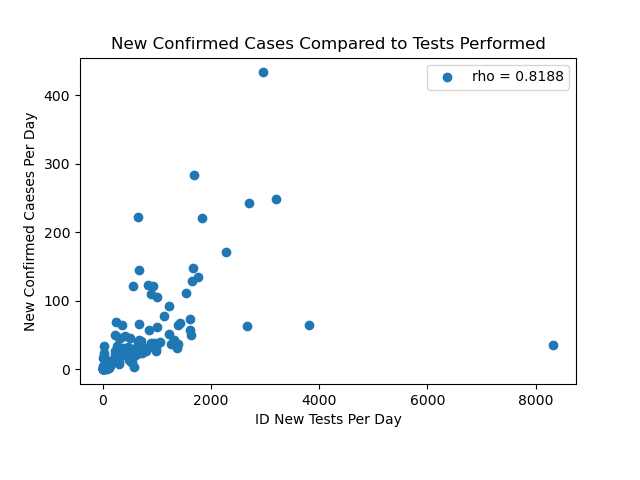 New Confirmed Cases Compared to Tests Performed
rho = 0.8188
New Confirmed Caeses Per Day
400
300
200
100
0
0 2000 4000 6000 8000
ID New Tests Per Day